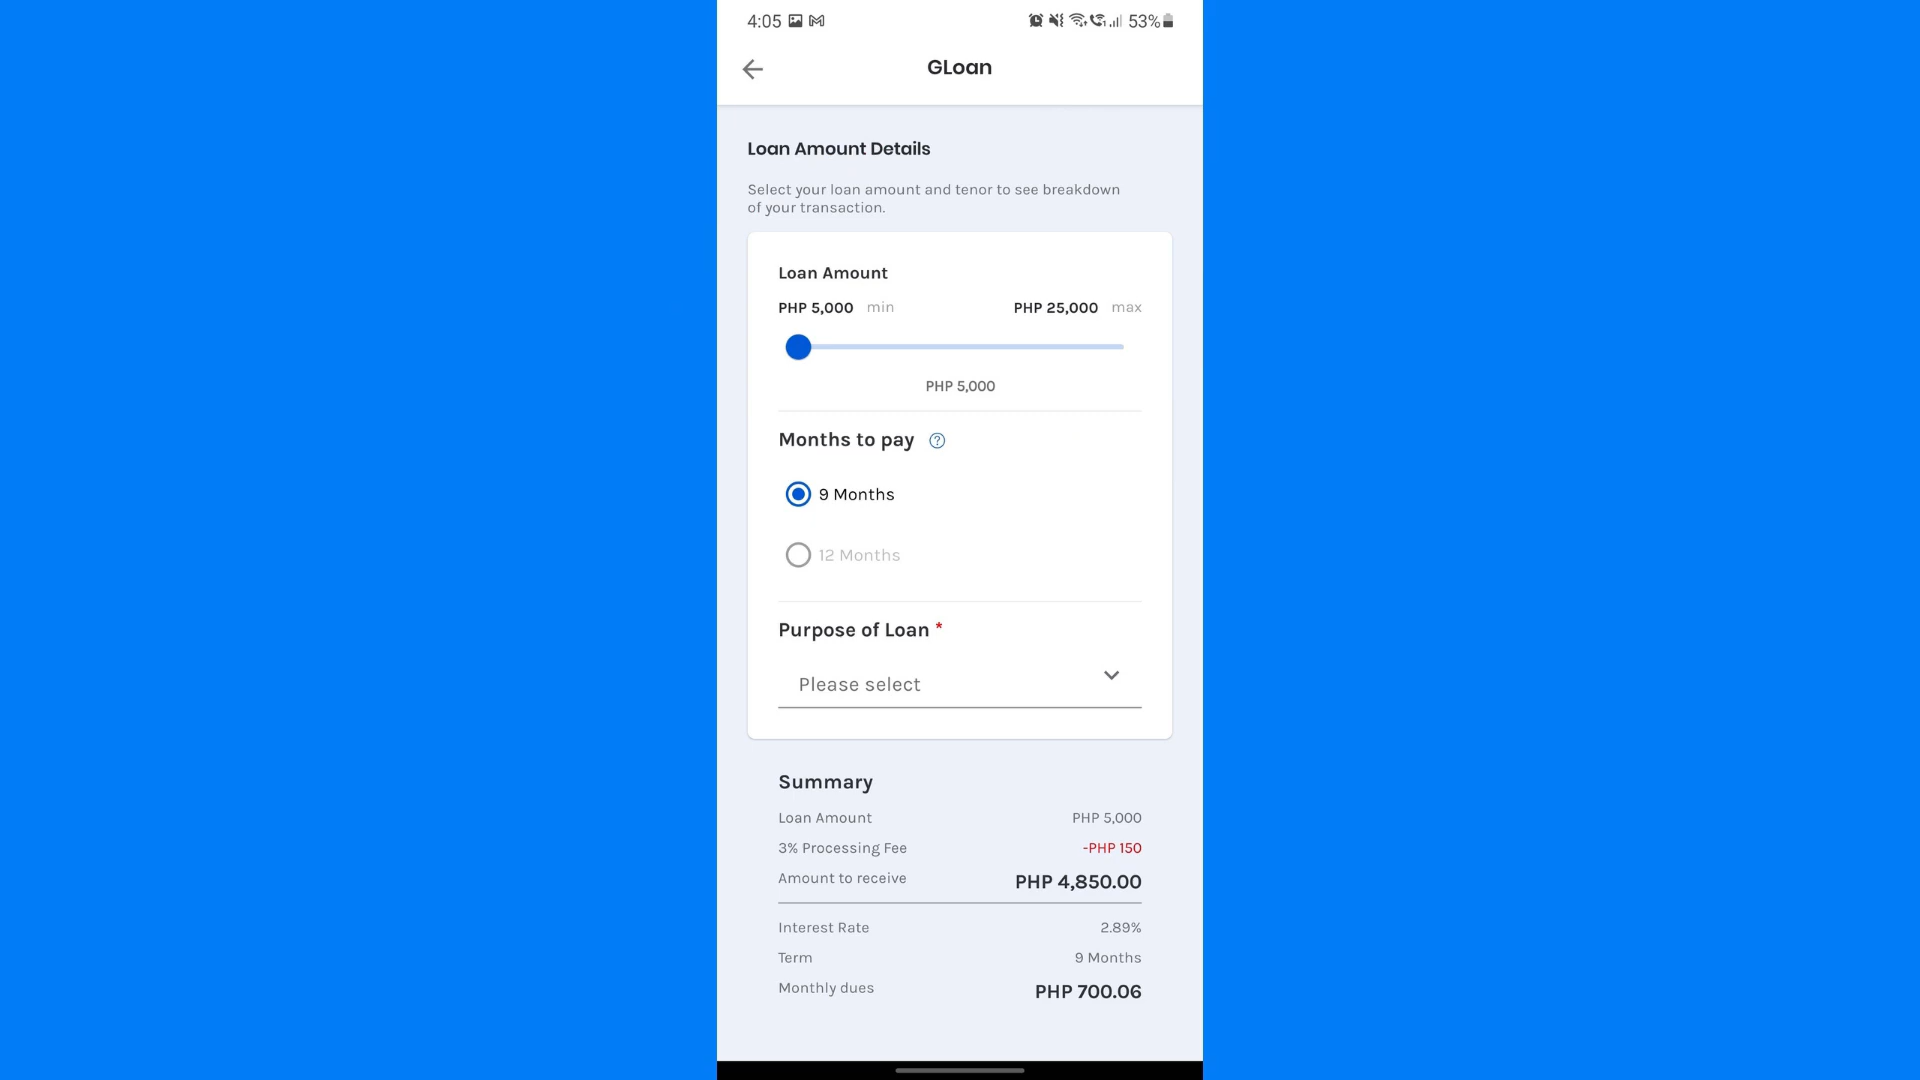 4:05 53%
GLoan
Loan Amount Details
Select your loan amount and tenor to see breakdown
of your transaction.
Loan Amount
PHP 5,000 min PHP 25,000 max
PHP 5,000
Months to pay ?
9 Months
12 Months
Purpose of Loan *
Please select
Summary
Loan Amount PHP 5,000
3% Processing Fee -PHP 150
Amount to receive PHP 4,850.00
Interest Rate 2.89%
Term 9 Months
Monthly dues PHP 700.06